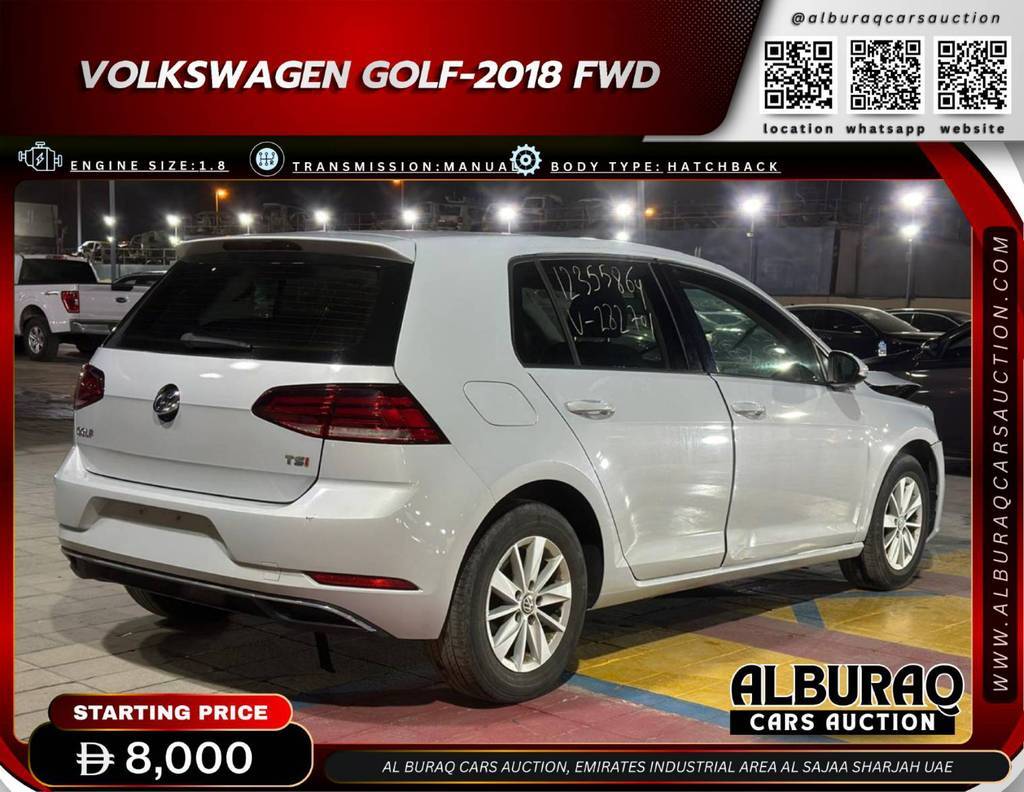 @alburaqcarsauction
VOLKSWAGEN GOLF-2018 FWD
location whatsapp website
ENGINE SIZE:1.8
TRANSMISSION:MANUAL
BODY TYPE: HATCHBACK
12355864
V-282741
GOLF
TSI
WWW.ALBURAQCARSAUCTION.COM
ALBURAQ
CARS AUCTION
STARTING PRICE
8,000
AL BURAQ CARS AUCTION, EMIRATES INDUSTRIAL AREA AL SAJAA SHARJAH UAE